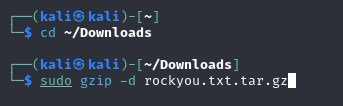 ┌──(kali㉿kali)-[~]
└─$ cd ~/Downloads
┌──(kali㉿kali)-[~/Downloads]
└─$ sudo gzip -d rockyou.txt.tar.gz